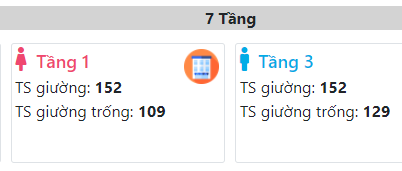 7 Tầng
Tầng 1
TS giường: 152
TS giường trống: 109
Tầng 3
TS giường: 152
TS giường trống: 129